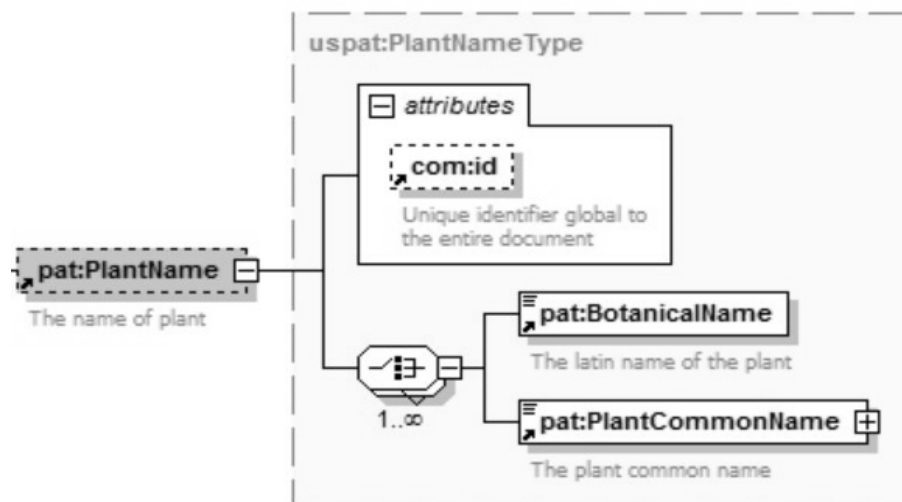 uspat:PlantNameType
attributes
com:id
Unique identifier global to
the entire document
pat:PlantName
The name of plant
pat:BotanicalName
The latin name of the plant
1..∞
pat:PlantCommonName
The plant common name